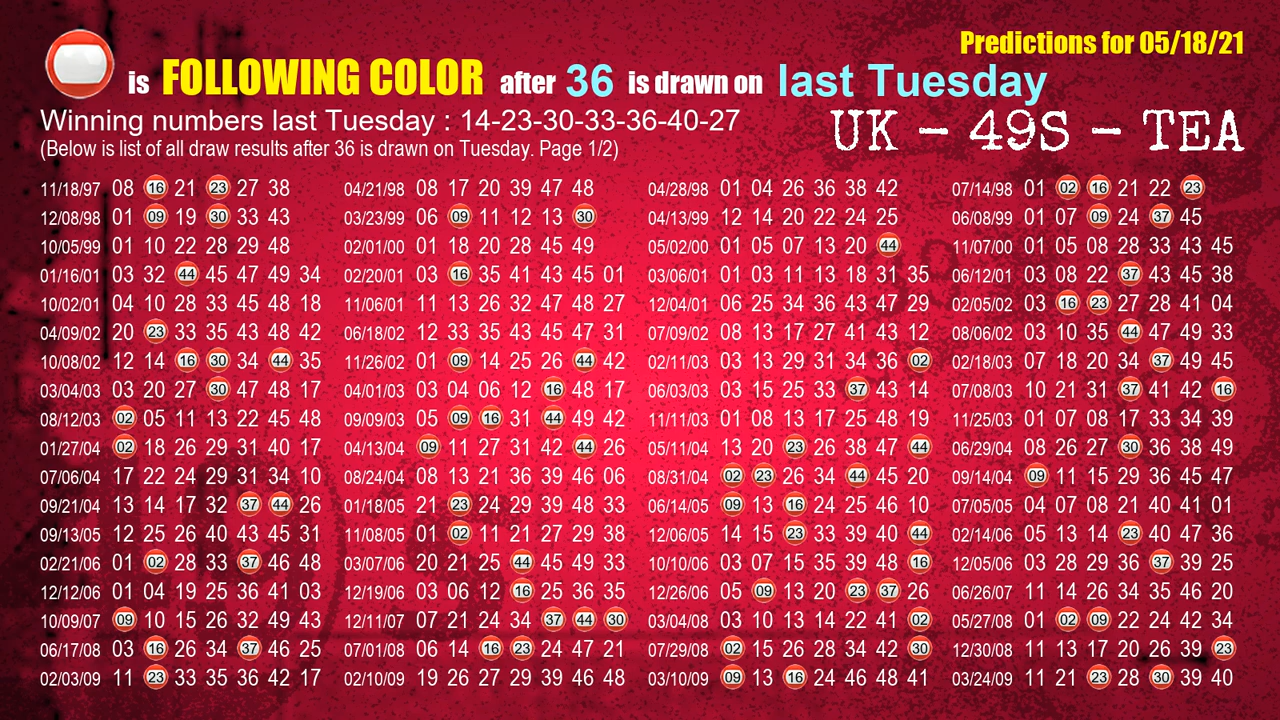 Predictions for 05/18/21
is FOLLOWING COLOR after 36 is drawn on last Tuesday
Winning numbers last Tuesday : 14-23-30-33-36-40-27
UK - 49S - TEA
(Below is list of all draw results after 36 is drawn on Tuesday. Page 1/2)
11/18/97 08 16 21 23 27 38 04/21/98 08 17 20 39 47 48 04/28/98 01 04 26 36 38 42 07/14/98 01 02 16 21 22 23
12/08/98 01 09 19 30 33 43 03/23/99 06 09 11 12 13 30 04/13/99 12 14 20 22 24 25 06/08/99 01 07 09 24 37 45
10/05/99 01 10 22 28 29 48 02/01/00 01 18 20 28 45 49 05/02/00 01 05 07 13 20 44 11/07/00 01 05 08 28 33 43 45
01/16/01 03 32 44 45 47 49 34 02/20/01 03 16 35 41 43 45 01 03/06/01 01 03 11 13 18 31 35 06/12/01 03 08 22 37 43 45 38
10/02/01 04 10 28 33 45 48 18 11/06/01 11 13 26 32 47 48 27 12/04/01 06 25 34 36 43 47 29 02/05/02 03 16 23 27 28 41 04
04/09/02 20 23 33 35 43 48 42 06/18/02 12 33 35 43 45 47 31 07/09/02 08 13 17 27 41 43 12 08/06/02 03 10 35 44 47 49 33
10/08/02 12 14 16 30 34 44 35 11/26/02 01 09 14 25 26 44 42 02/11/03 03 13 29 31 34 36 02 02/18/03 07 18 20 34 37 49 45
03/04/03 03 20 27 30 47 48 17 04/01/03 03 04 06 12 16 48 17 06/03/03 03 15 25 33 37 43 14 07/08/03 10 21 31 37 41 42 16
08/12/03 02 05 11 13 22 45 48 09/09/03 05 09 16 31 44 49 42 11/11/03 01 08 13 17 25 48 19 11/25/03 01 07 08 17 33 34 39
01/27/04 02 18 26 29 31 40 17 04/13/04 09 11 27 31 42 44 26 05/11/04 13 20 23 26 38 47 44 06/29/04 08 26 27 30 36 38 49
07/06/04 17 22 24 29 31 34 10 08/24/04 08 13 21 36 39 46 06 08/31/04 02 23 26 34 44 45 20 09/14/04 09 11 15 29 36 45 47
09/21/04 13 14 17 32 37 44 26 01/18/05 21 23 24 29 39 48 33 06/14/05 09 13 16 24 25 46 10 07/05/05 04 07 08 21 40 41 01
09/13/05 12 25 26 40 43 45 31 11/08/05 01 02 11 21 27 29 38 12/06/05 14 15 23 33 39 40 44 02/14/06 05 13 14 23 40 47 36
02/21/06 01 02 28 33 37 46 48 03/07/06 20 21 25 44 45 49 33 10/10/06 03 07 15 35 39 48 16 12/05/06 03 28 29 36 37 39 25
12/12/06 01 04 19 25 36 41 03 12/19/06 03 06 12 16 25 36 35 12/26/06 05 09 13 20 23 37 26 06/26/07 11 14 26 34 35 46 20
10/09/07 09 10 15 26 32 49 43 12/11/07 07 21 24 34 37 44 30 03/04/08 03 10 13 14 22 41 02 05/27/08 01 02 09 22 24 42 34
06/17/08 03 16 26 34 37 46 25 07/01/08 06 14 16 23 24 47 21 07/29/08 02 15 26 28 34 42 30 12/30/08 11 13 17 20 26 39 23
02/03/09 11 23 33 35 36 42 17 02/10/09 19 26 27 29 39 46 48 03/10/09 09 13 16 24 46 48 41 03/24/09 11 21 23 28 30 39 40